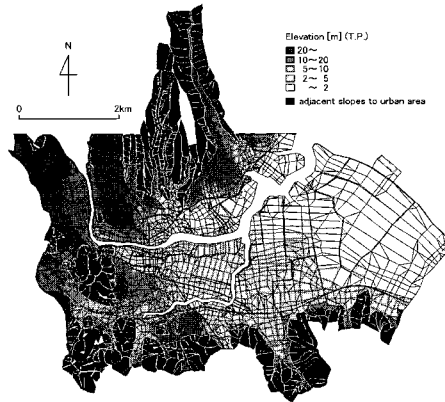 Elevation [m] (T.P.)
20～
10～20
5～10
2～ 5
～ 2
adjacent slopes to urban area
N
0 2km